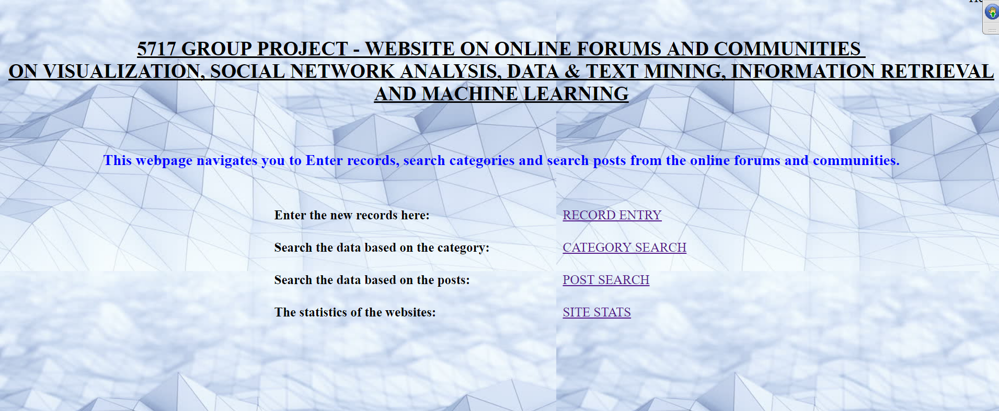 5717 GROUP PROJECT - WEBSITE ON ONLINE FORUMS AND COMMUNITIES
ON VISUALIZATION, SOCIAL NETWORK ANALYSIS, DATA & TEXT MINING, INFORMATION RETRIEVAL
AND MACHINE LEARNING
This webpage navigates you to Enter records, search categories and search posts from the online forums and communities.
Enter the new records here: RECORD ENTRY
Search the data based on the category: CATEGORY SEARCH
Search the data based on the posts: POST SEARCH
The statistics of the websites: SITE STATS